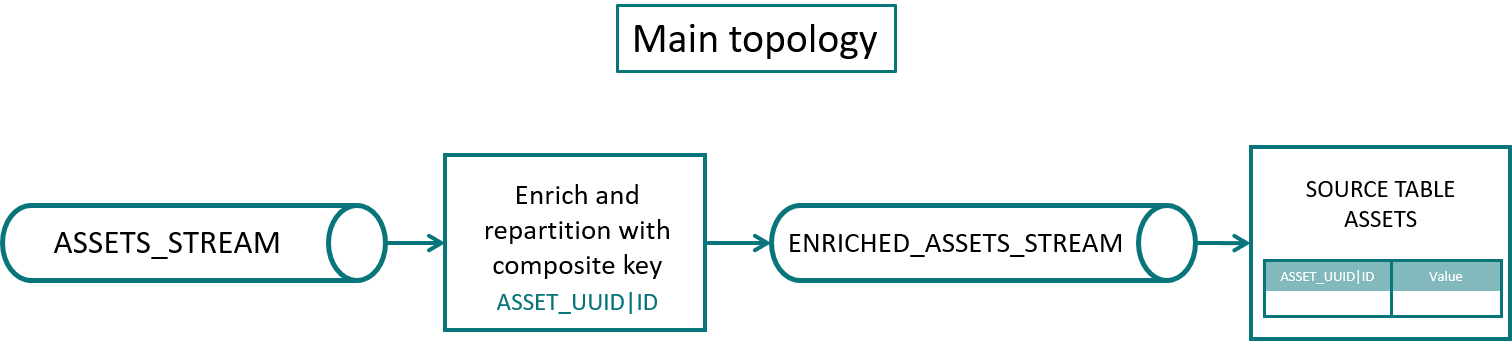 Main topology
ASSETS_STREAM
Enrich and
repartition with
composite key
ASSET_UUID|ID
ENRICHED_ASSETS_STREAM
SOURCE TABLE
ASSETS
ASSET_UUID|ID
Value